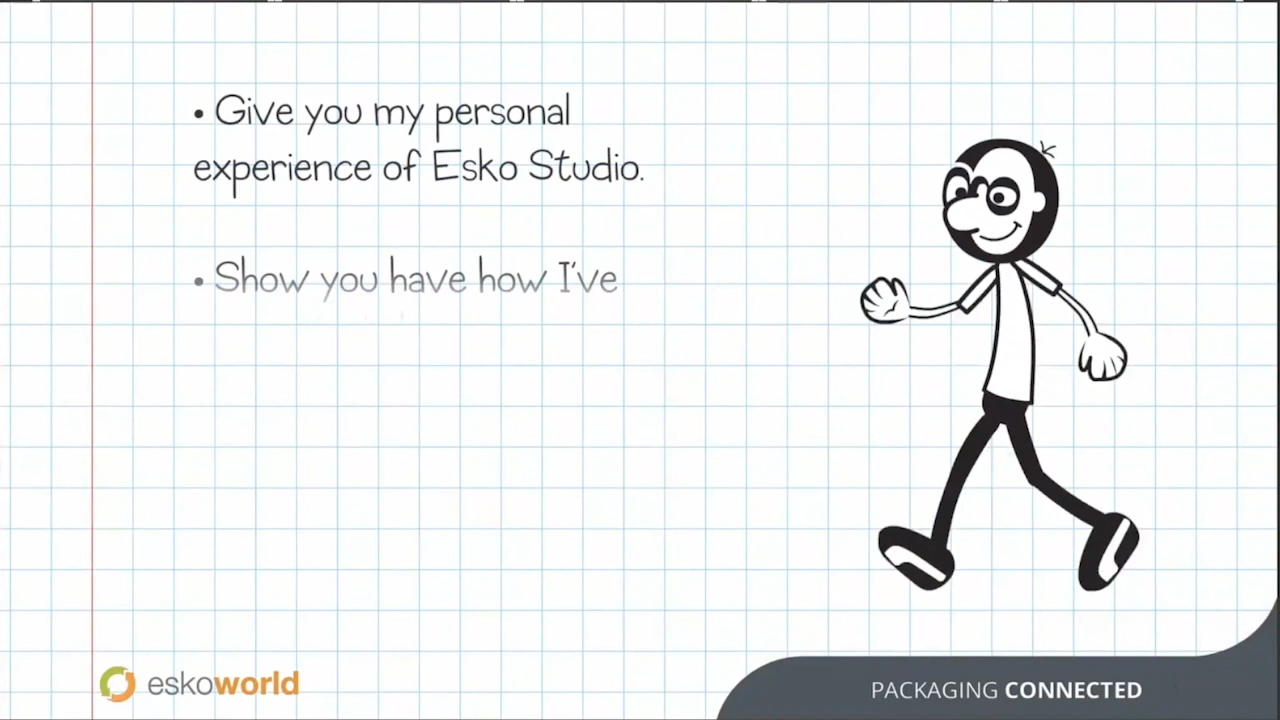 • Give you my personal
experience of Esko Studio.
• Show you have how I've
eskoworld
PACKAGING CONNECTED